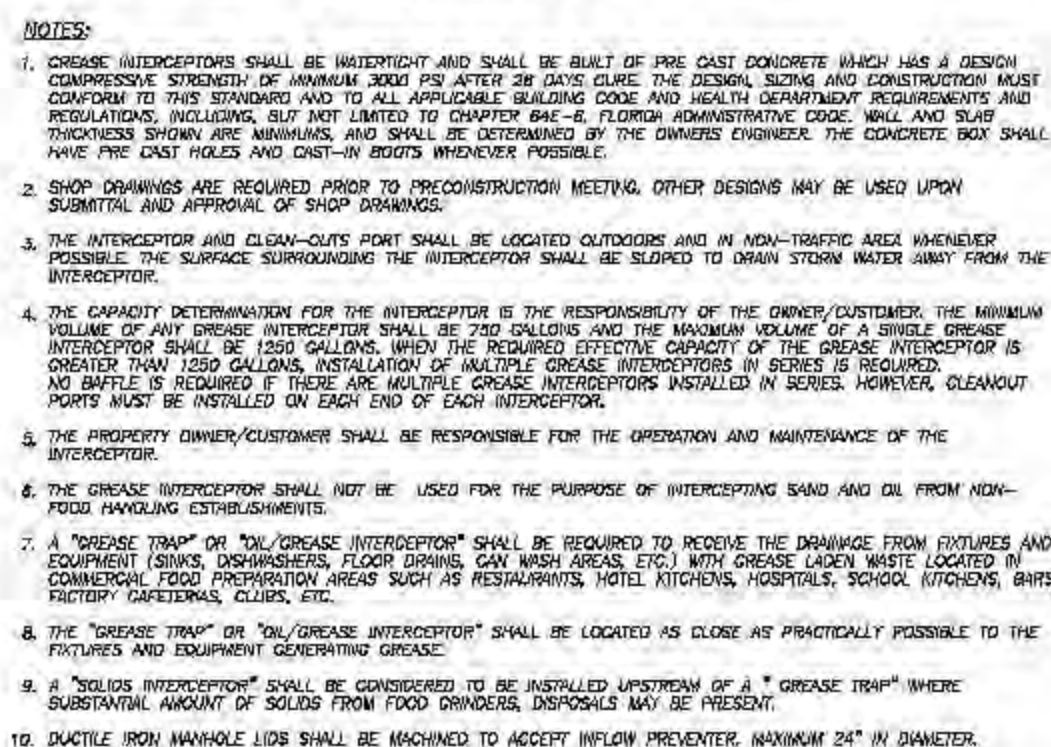 NOTES:
1. GREASE INTERCEPTORS SHALL BE WATERTIGHT AND SHALL BE BUILT OF PRE CAST CONCRETE WHICH HAS A DESIGN
COMPRESSIVE STRENGTH OF MINIMUM 3000 PSI AFTER 28 DAYS CURE. THE DESIGN, SIZING AND CONSTRUCTION MUST
CONFORM TO THIS STANDARD AND TO ALL APPLICABLE BUILDING CODE AND HEALTH DEPARTMENT REQUIREMENTS AND
REGULATIONS, INCLUDING, BUT NOT LIMITED TO CHAPTER 64E-6, FLORIDA ADMINISTRATIVE CODE. WALL AND SLAB
THICKNESS SHOWN ARE MINIMUMS, AND SHALL BE DETERMINED BY THE OWNERS ENGINEER. THE CONCRETE BOX SHALL
HAVE PRE CAST HOLES AND CAST-IN BOOTS WHENEVER POSSIBLE.
2. SHOP DRAWINGS ARE REQUIRED PRIOR TO PRECONSTRUCTION MEETING. OTHER DESIGNS MAY BE USED UPON
SUBMITTAL AND APPROVAL OF SHOP DRAWINGS.
3. THE INTERCEPTOR AND CLEAN-OUTS PORT SHALL BE LOCATED OUTDOORS AND IN NON-TRAFFIC AREA WHENEVER
POSSIBLE. THE SURFACE SURROUNDING THE INTERCEPTOR SHALL BE SLOPED TO DRAIN STORM WATER AWAY FROM THE
INTERCEPTOR.
4. THE CAPACITY DETERMINATION FOR THE INTERCEPTOR IS THE RESPONSIBILITY OF THE OWNER/CUSTOMER. THE MINIMUM
VOLUME OF ANY GREASE INTERCEPTOR SHALL BE 750 GALLONS AND THE MAXIMUM VOLUME OF A SINGLE GREASE
INTERCEPTOR SHALL BE 1250 GALLONS. WHEN THE REQUIRED EFFECTIVE CAPACITY OF THE GREASE INTERCEPTOR IS
GREATER THAN 1250 GALLONS, INSTALLATION OF MULTIPLE GREASE INTERCEPTORS IN SERIES IS REQUIRED.
NO BAFFLE IS REQUIRED IF THERE ARE MULTIPLE GREASE INTERCEPTORS INSTALLED IN SERIES. HOWEVER, CLEANOUT
PORTS MUST BE INSTALLED ON EACH END OF EACH INTERCEPTOR.
5. THE PROPERTY OWNER/CUSTOMER SHALL BE RESPONSIBLE FOR THE OPERATION AND MAINTENANCE OF THE
INTERCEPTOR.
6. THE GREASE INTERCEPTOR SHALL NOT BE USED FOR THE PURPOSE OF INTERCEPTING SAND AND OIL FROM NON-
FOOD HANDLING ESTABLISHMENTS.
7. A "GREASE TRAP" OR "OIL/GREASE INTERCEPTOR" SHALL BE REQUIRED TO RECEIVE THE DRAINAGE FROM FIXTURES AND
EQUIPMENT (SINKS, DISHWASHERS, FLOOR DRAINS, CAN WASH AREAS, ETC.) WITH GREASE LADEN WASTE LOCATED IN
COMMERCIAL FOOD PREPARATION AREAS SUCH AS RESTAURANTS, HOTEL KITCHENS, HOSPITALS, SCHOOL KITCHENS, BARS
FACTORY CAFETERIAS, CLUBS, ETC.
8. THE "GREASE TRAP" OR "OIL/GREASE INTERCEPTOR" SHALL BE LOCATED AS CLOSE AS PRACTICALLY POSSIBLE TO THE
FIXTURES AND EQUIPMENT GENERATING GREASE.
9. A "SOLIDS INTERCEPTOR" SHALL BE CONSIDERED TO BE INSTALLED UPSTREAM OF A " GREASE TRAP" WHERE
SUBSTANTIAL AMOUNT OF SOLIDS FROM FOOD GRINDERS, DISPOSALS MAY BE PRESENT.
10. DUCTILE IRON MANHOLE LIDS SHALL BE MACHINED TO ACCEPT INFLOW PREVENTER. MAXIMUM 24" IN DIAMETER.